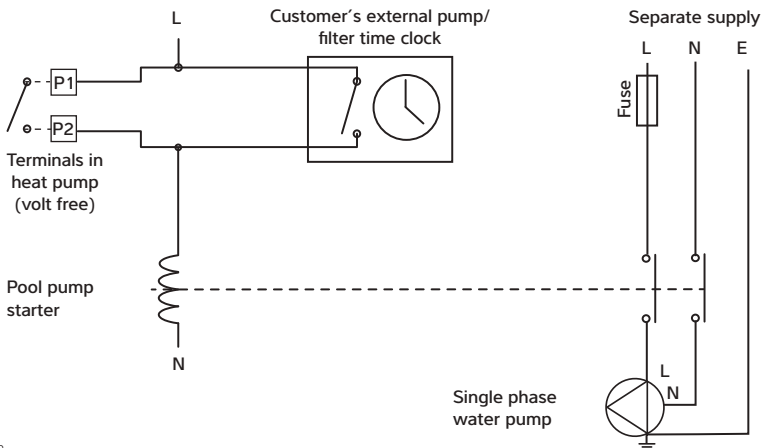 L
Customer's external pump/
filter time clock
Separate supply
L N E
P1
Fuse
P2
Terminals in
heat pump
(volt free)
Pool pump
starter
N
L
N
Single phase
water pump